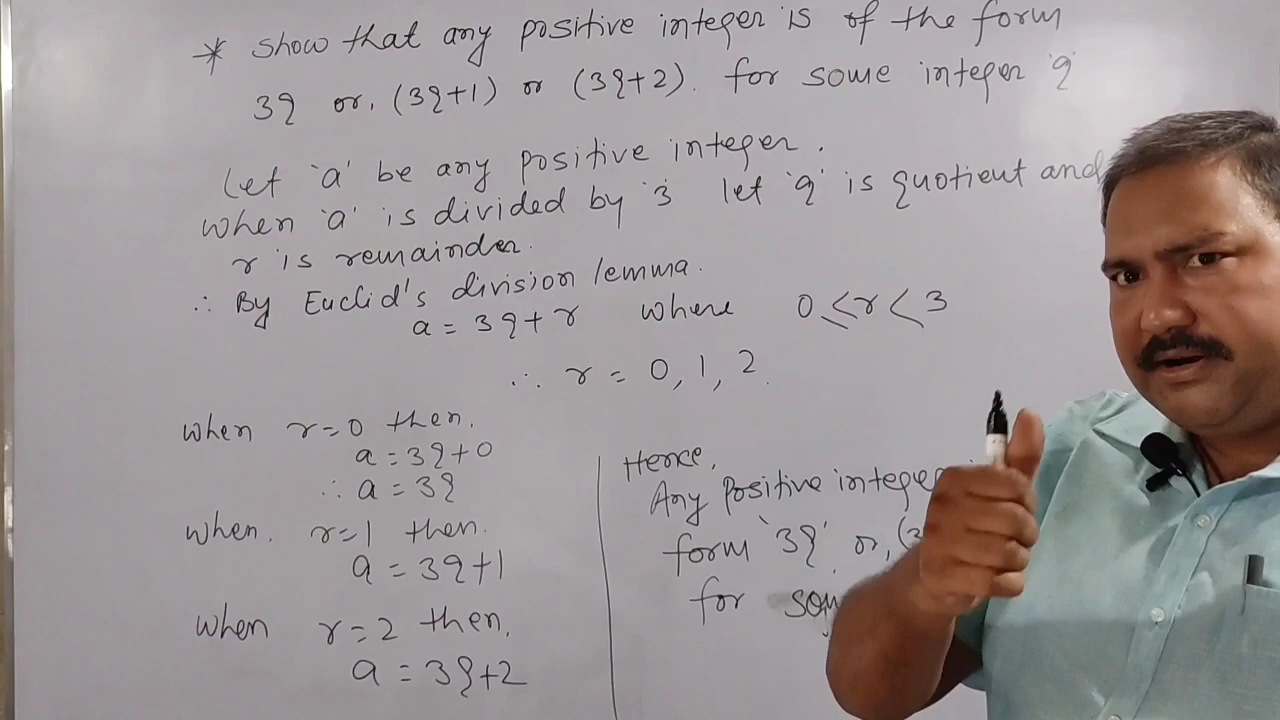 * Show that any positive integer is of the form
3q or, (3q+1) or (3q+2). for some integer 'q'
Let 'a' be any positive integer.
when 'a' is divided by '3 let 'q' is quotient and
r is remainder.
∴ By Euclid's division lemma.
a = 3q + r where 0 ≤ r < 3
∴ r = 0, 1, 2.
when r=0 then.
a = 3q+0
∴ a = 3q
when. r=1 then.
a = 3q+1
when r=2 then.
a = 3q+2
Hence,
Any Positive integer
form '3q' or, (3
for